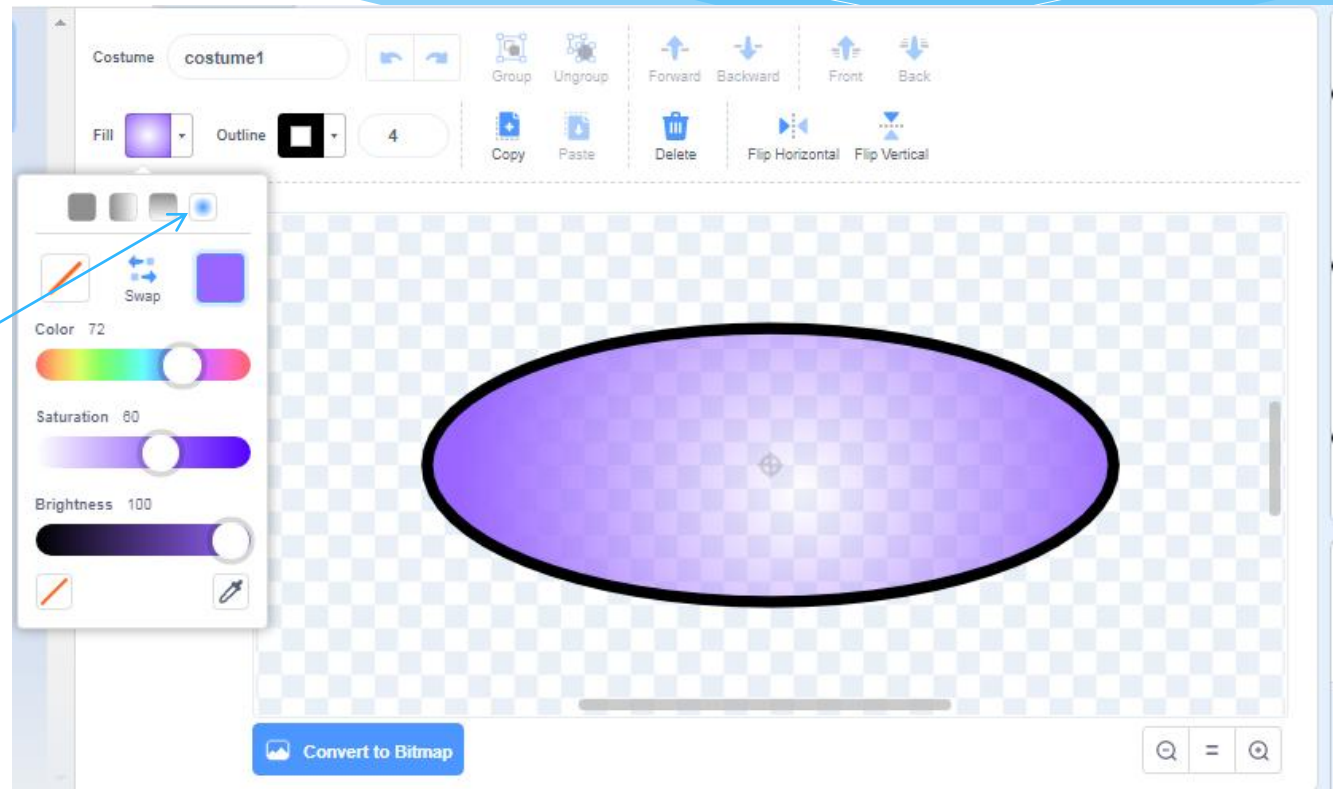 Costume costume1 Group Ungroup Forward Backward Front Back
Fill Outline 4 Copy Paste Delete Flip Horizontal Flip Vertical
Swap
Color 72
Saturation 60
Brightness 100
Convert to Bitmap